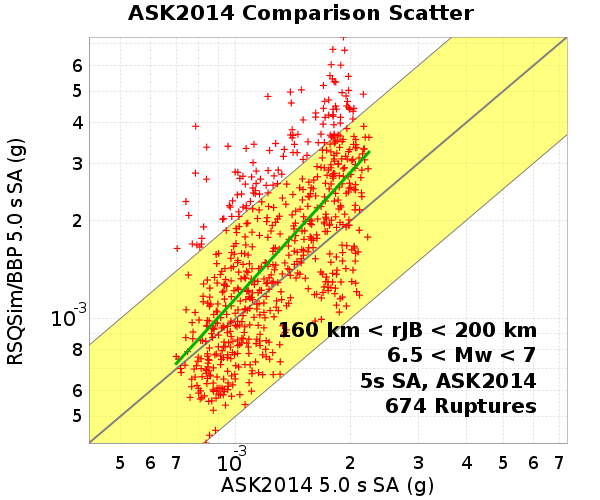 ASK2014 Comparison Scatter
RSQSim/BBP 5.0 s SA (g)
6
5
4
3
2
10-3
8
6
5
160 km < rJB < 200 km
6.5 < Mw < 7
5s SA, ASK2014
674 Ruptures
5 6 7 10-3 2 3 4 5 6 7
ASK2014 5.0 s SA (g)